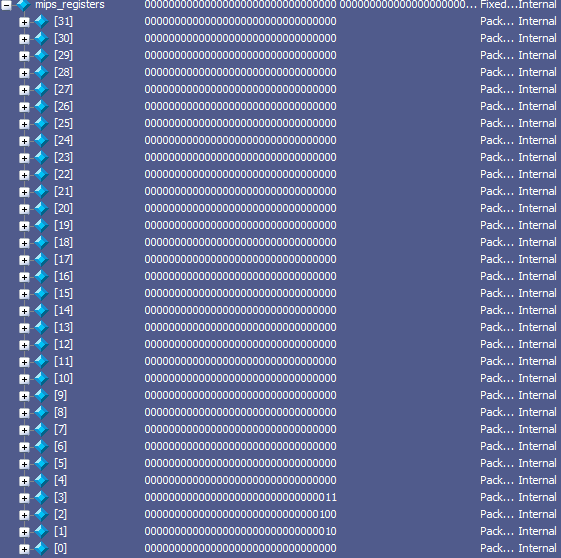 mips_registers 00000000000000000000000000000000 00000000000000000000... Fixed... Internal
[31] 00000000000000000000000000000000 Pack... Internal
[30] 00000000000000000000000000000000 Pack... Internal
[29] 00000000000000000000000000000000 Pack... Internal
[28] 00000000000000000000000000000000 Pack... Internal
[27] 00000000000000000000000000000000 Pack... Internal
[26] 00000000000000000000000000000000 Pack... Internal
[25] 00000000000000000000000000000000 Pack... Internal
[24] 00000000000000000000000000000000 Pack... Internal
[23] 00000000000000000000000000000000 Pack... Internal
[22] 00000000000000000000000000000000 Pack... Internal
[21] 00000000000000000000000000000000 Pack... Internal
[20] 00000000000000000000000000000000 Pack... Internal
[19] 00000000000000000000000000000000 Pack... Internal
[18] 00000000000000000000000000000000 Pack... Internal
[17] 00000000000000000000000000000000 Pack... Internal
[16] 00000000000000000000000000000000 Pack... Internal
[15] 00000000000000000000000000000000 Pack... Internal
[14] 00000000000000000000000000000000 Pack... Internal
[13] 00000000000000000000000000000000 Pack... Internal
[12] 00000000000000000000000000000000 Pack... Internal
[11] 00000000000000000000000000000000 Pack... Internal
[10] 00000000000000000000000000000000 Pack... Internal
[9] 00000000000000000000000000000000 Pack... Internal
[8] 00000000000000000000000000000000 Pack... Internal
[7] 00000000000000000000000000000000 Pack... Internal
[6] 00000000000000000000000000000000 Pack... Internal
[5] 00000000000000000000000000000000 Pack... Internal
[4] 00000000000000000000000000000000 Pack... Internal
[3] 00000000000000000000000000000011 Pack... Internal
[2] 00000000000000000000000000000100 Pack... Internal
[1] 00000000000000000000000000000010 Pack... Internal
[0] 00000000000000000000000000000000 Pack... Internal